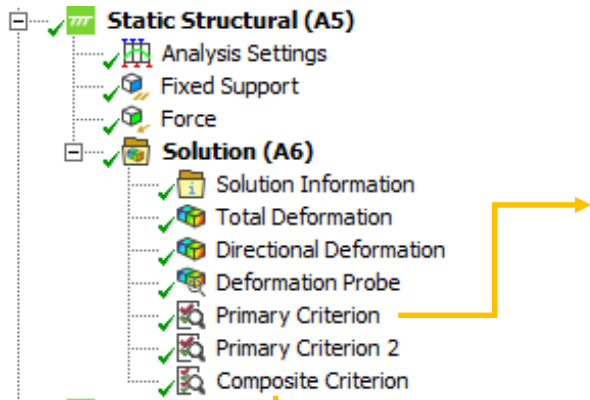 Static Structural (A5)
Analysis Settings
Fixed Support
Force
Solution (A6)
Solution Information
Total Deformation
Directional Deformation
Deformation Probe
Primary Criterion
Primary Criterion 2
Composite Criterion